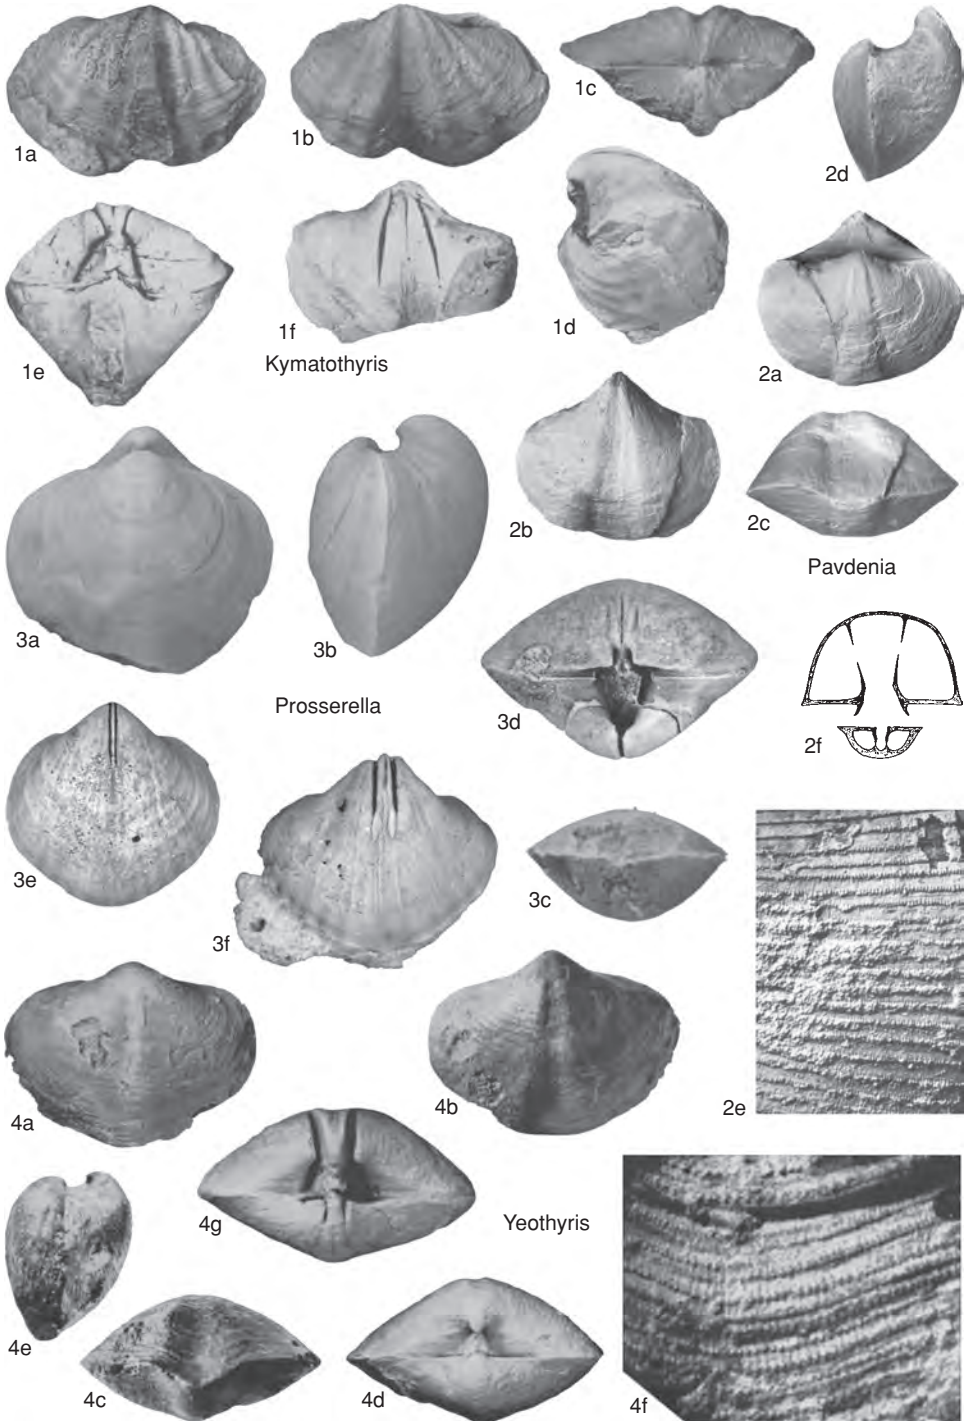 1a
1b
1c
2d
1e
1f
1d
2a
Kymatothyris
3a
3b
2b
2c
Pavdenia
3d
2f
Prosserella
3e
3f
3c
2e
4a
4b
4g
Yeothyris
4e
4c
4d
4f